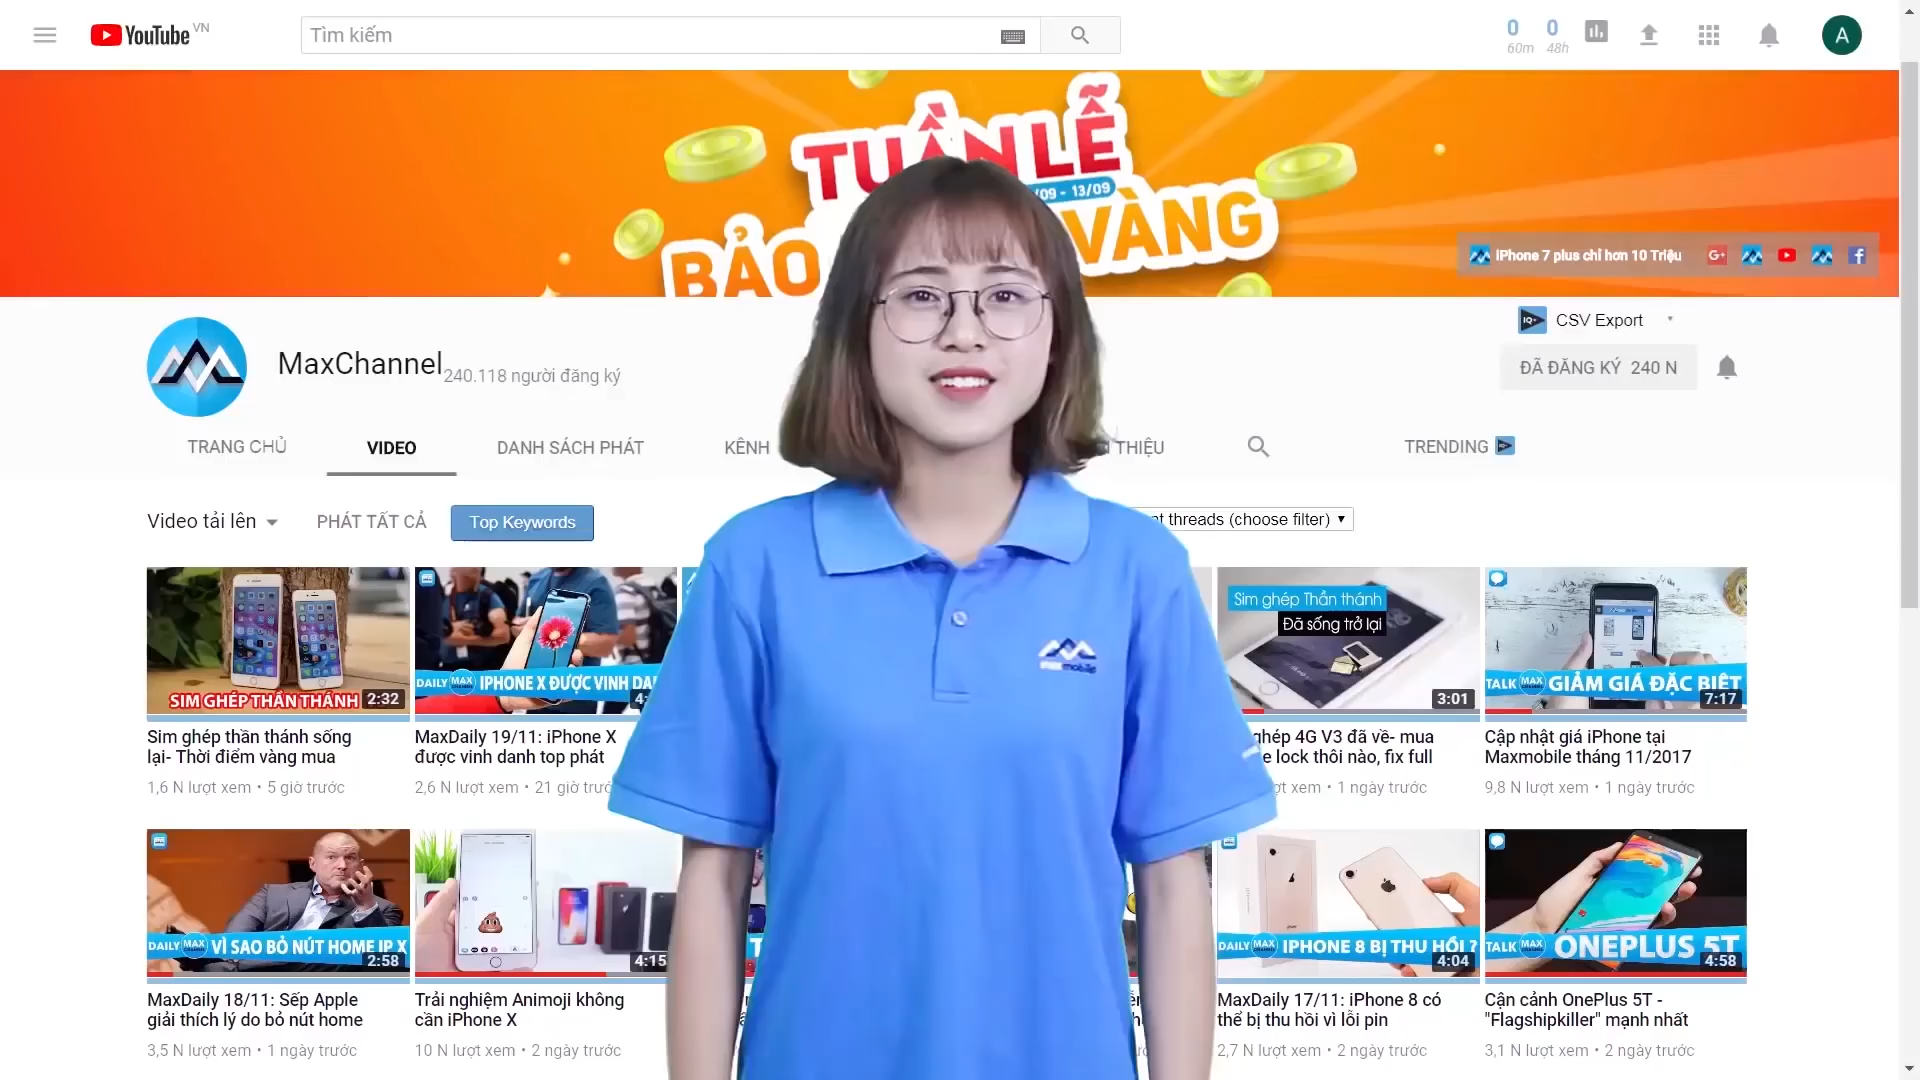 YouTube VN
Tìm kiếm
0
60m
0
48h
A
TUẦN LỄ
/09 - 13/09
BẢO VÀNG
iPhone 7 plus chỉ hơn 10 Triệu
G+
IQ+
CSV Export
MaxChannel
240.118 người đăng ký
ĐÃ ĐĂNG KÝ 240 N
TRANG CHỦ
VIDEO
DANH SÁCH PHÁT
KÊNH
THIỆU
TRENDING
Video tải lên
PHÁT TẤT CẢ
Top Keywords
threads (choose filter)
SIM GHÉP THẦN THÁNH
2:32
DAILY MAX IPHONE X ĐƯỢC VINH
Sim ghép Thần thánh
Đã sống trở lại
3:01
TALK MAX GIẢM GIÁ ĐẶC BIỆT
7:17
mobile
Sim ghép thần thánh sống
lại- Thời điểm vàng mua
1,6 N lượt xem • 5 giờ trước
MaxDaily 19/11: iPhone X
được vinh danh top phát
2,6 N lượt xem • 21 giờ
ghép 4G V3 đã về- mua
lock thôi nào, fix full
xem • 1 ngày trước
Cập nhật giá iPhone tại
Maxmobile tháng 11/2017
9,8 N lượt xem • 1 ngày trước
DAILY MAX VÌ SAO BỎ NÚT HOME IP X
2:58
4:15
DAILY MAX IPHONE 8 BỊ THU HỒI ?
4:04
TALK MAX ONEPLUS 5T
4:58
MaxDaily 18/11: Sếp Apple
giải thích lý do bỏ nút home
3,5 N lượt xem • 1 ngày trước
Trải nghiệm Animoji không
cần iPhone X
10 N lượt xem • 2 ngày trước
MaxDaily 17/11: iPhone 8 có
thể bị thu hồi vì lỗi pin
2,7 N lượt xem • 2 ngày trước
Cận cảnh OnePlus 5T -
"Flagshipkiller" mạnh nhất
3,1 N lượt xem • 2 ngày trước